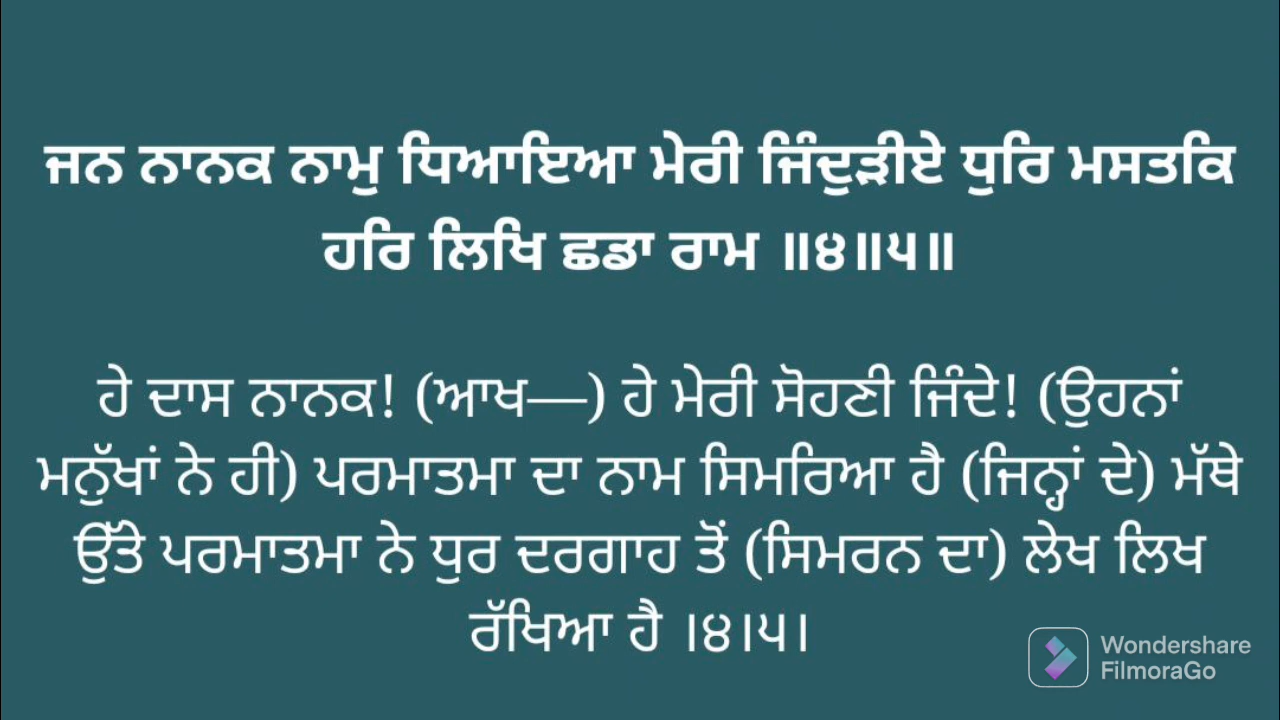 ਜਨ ਨਾਨਕ ਨਾਮੁ ਧਿਆਇਆ ਮੇਰੀ ਜਿੰਦੁੜੀਏ ਧੁਰਿ ਮਸਤਕਿ
ਹਰਿ ਲਿਖਿ ਛਡਾ ਰਾਮ ॥੪॥੫॥
ਹੇ ਦਾਸ ਨਾਨਕ! (ਆਖ—) ਹੇ ਮੇਰੀ ਸੋਹਣੀ ਜਿੰਦੇ! (ਉਹਨਾਂ
ਮਨੁੱਖਾਂ ਨੇ ਹੀ) ਪਰਮਾਤਮਾ ਦਾ ਨਾਮ ਸਿਮਰਿਆ ਹੈ (ਜਿਨ੍ਹਾਂ ਦੇ) ਮੱਥੇ
ਉੱਤੇ ਪਰਮਾਤਮਾ ਨੇ ਧੁਰ ਦਰਗਾਹ ਤੋਂ (ਸਿਮਰਨ ਦਾ) ਲੇਖ ਲਿਖ
ਰੱਖਿਆ ਹੈ ।੪।੫।
Wondershare
FilmoraGo